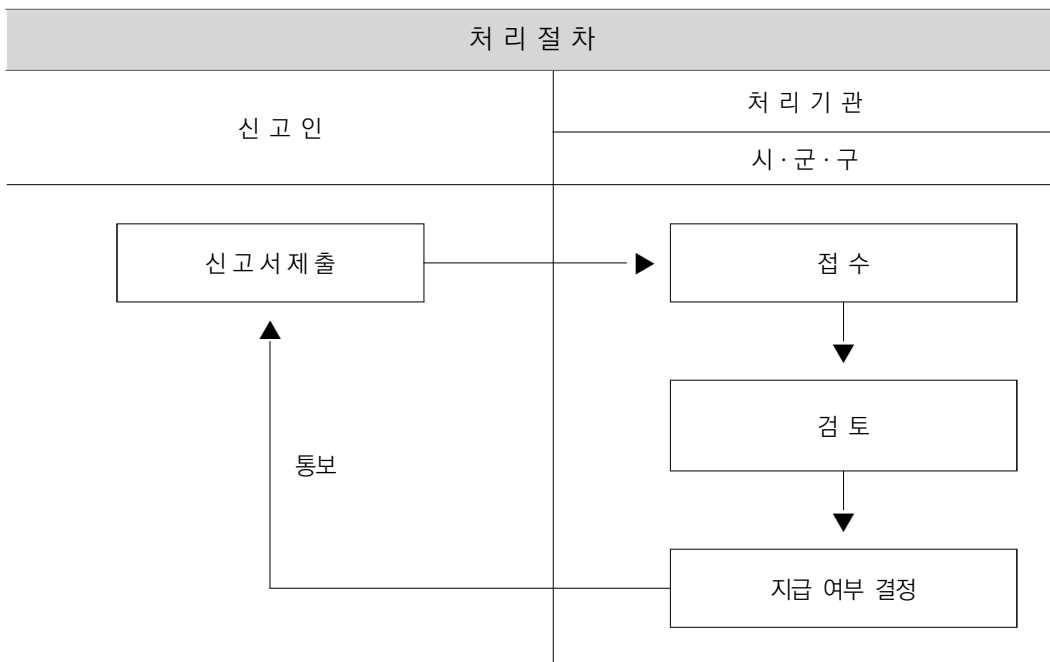 처 리 절 차
신 고 인
처 리 기 관
시 · 군 · 구
신 고 서 제 출
접 수
검 토
통보
지급 여부 결정